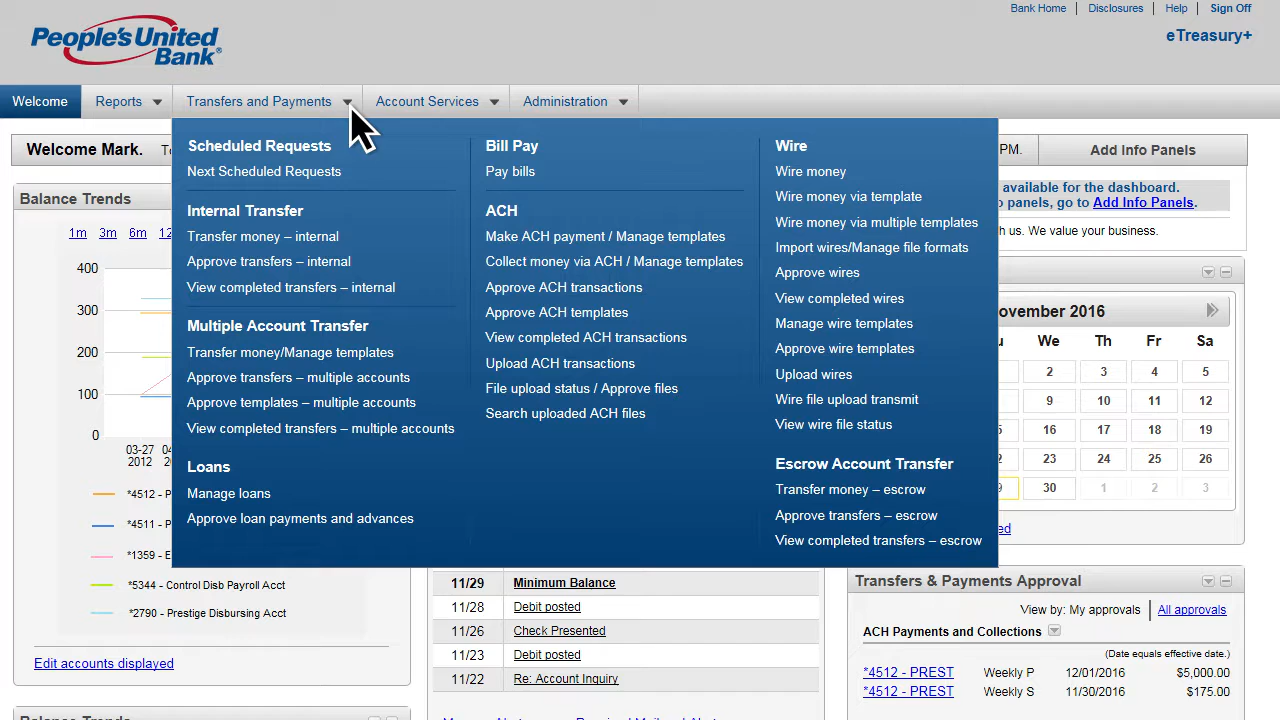 Bank Home | Disclosures | Help | Sign Off
People's United Bank®
eTreasury+
Welcome Reports Transfers and Payments Account Services Administration
Welcome Mark.
PM.
Add Info Panels
Scheduled Requests
Next Scheduled Requests
Internal Transfer
Transfer money – internal
Approve transfers – internal
View completed transfers – internal
Multiple Account Transfer
Transfer money/Manage templates
Approve transfers – multiple accounts
Approve templates – multiple accounts
View completed transfers – multiple accounts
Loans
Manage loans
Approve loan payments and advances
Bill Pay
Pay bills
ACH
Make ACH payment / Manage templates
Collect money via ACH / Manage templates
Approve ACH transactions
Approve ACH templates
View completed ACH transactions
Upload ACH transactions
File upload status / Approve files
Search uploaded ACH files
Wire
Wire money
Wire money via template
Wire money via multiple templates
Import wires/Manage file formats
Approve wires
View completed wires
Manage wire templates
Approve wire templates
Upload wires
Wire file upload transmit
View wire file status
Escrow Account Transfer
Transfer money – escrow
Approve transfers – escrow
View completed transfers – escrow
Balance Trends
1m 3m 6m 12
400
300
200
100
0
03-27
2012
*4512 - P
*4511 - P
*1359 - E
*5344 - Control Disb Payroll Acct
*2790 - Prestige Disbursing Acct
Edit accounts displayed
Balance Trends
11/29 Minimum Balance
11/28 Debit posted
11/26 Check Presented
11/23 Debit posted
11/22 Re: Account Inquiry
available for the dashboard.
panels, go to Add Info Panels.
h us. We value your business.
ovember 2016
We Th Fr Sa
2 3 4 5
9 10 11 12
16 17 18 19
23 24 25 26
30 1 2 3
Transfers & Payments Approval
View by: My approvals | All approvals
ACH Payments and Collections
(Date equals effective date.)
*4512 - PREST Weekly P 12/01/2016 $5,000.00
*4512 - PREST Weekly S 11/30/2016 $175.00